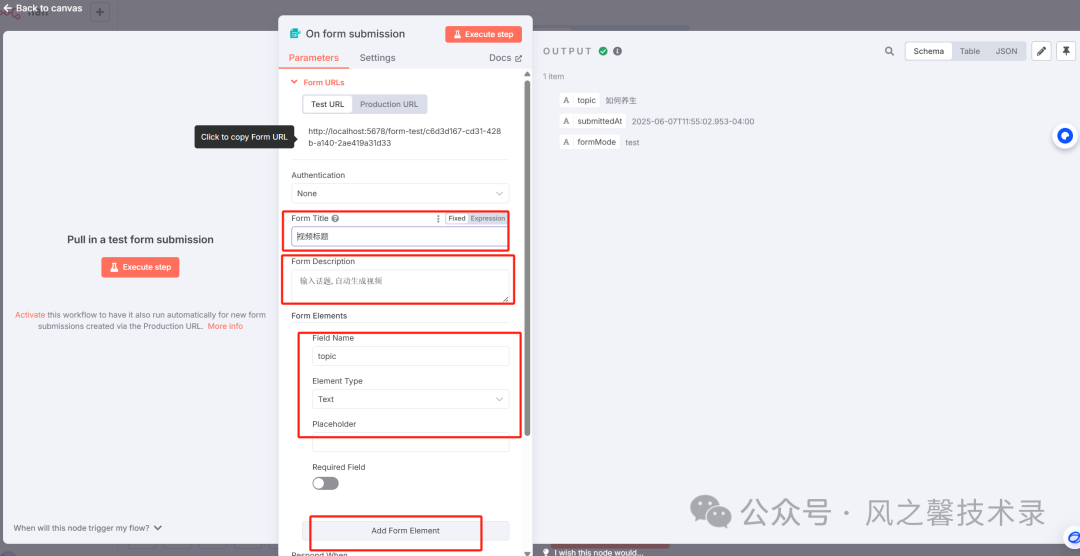 Back to canvas
On form submission
Execute step
Parameters
Settings
Docs
Form URLs
Test URL
Production URL
Click to copy Form URL
http://localhost:5678/form-test/c6d3d167-cd31-428
b-a140-2ae419a31d33
Authentication
None
Form Title
Fixed
Expression
视频标题
Form Description
输入话题,自动生成视频
Form Elements
Field Name
topic
Element Type
Text
Placeholder
Required Field
Add Form Element
Respond When
Pull in a test form submission
Execute step
Activate this workflow to have it also run automatically for new form
submissions created via the Production URL. More info
When will this node trigger my flow?
OUTPUT
Schema
Table
JSON
1 item
A topic 如何养生
A submittedAt 2025-06-07T11:55:02.953-04:00
A formMode test
公众号 · 风之馨技术录
I wish this node would...